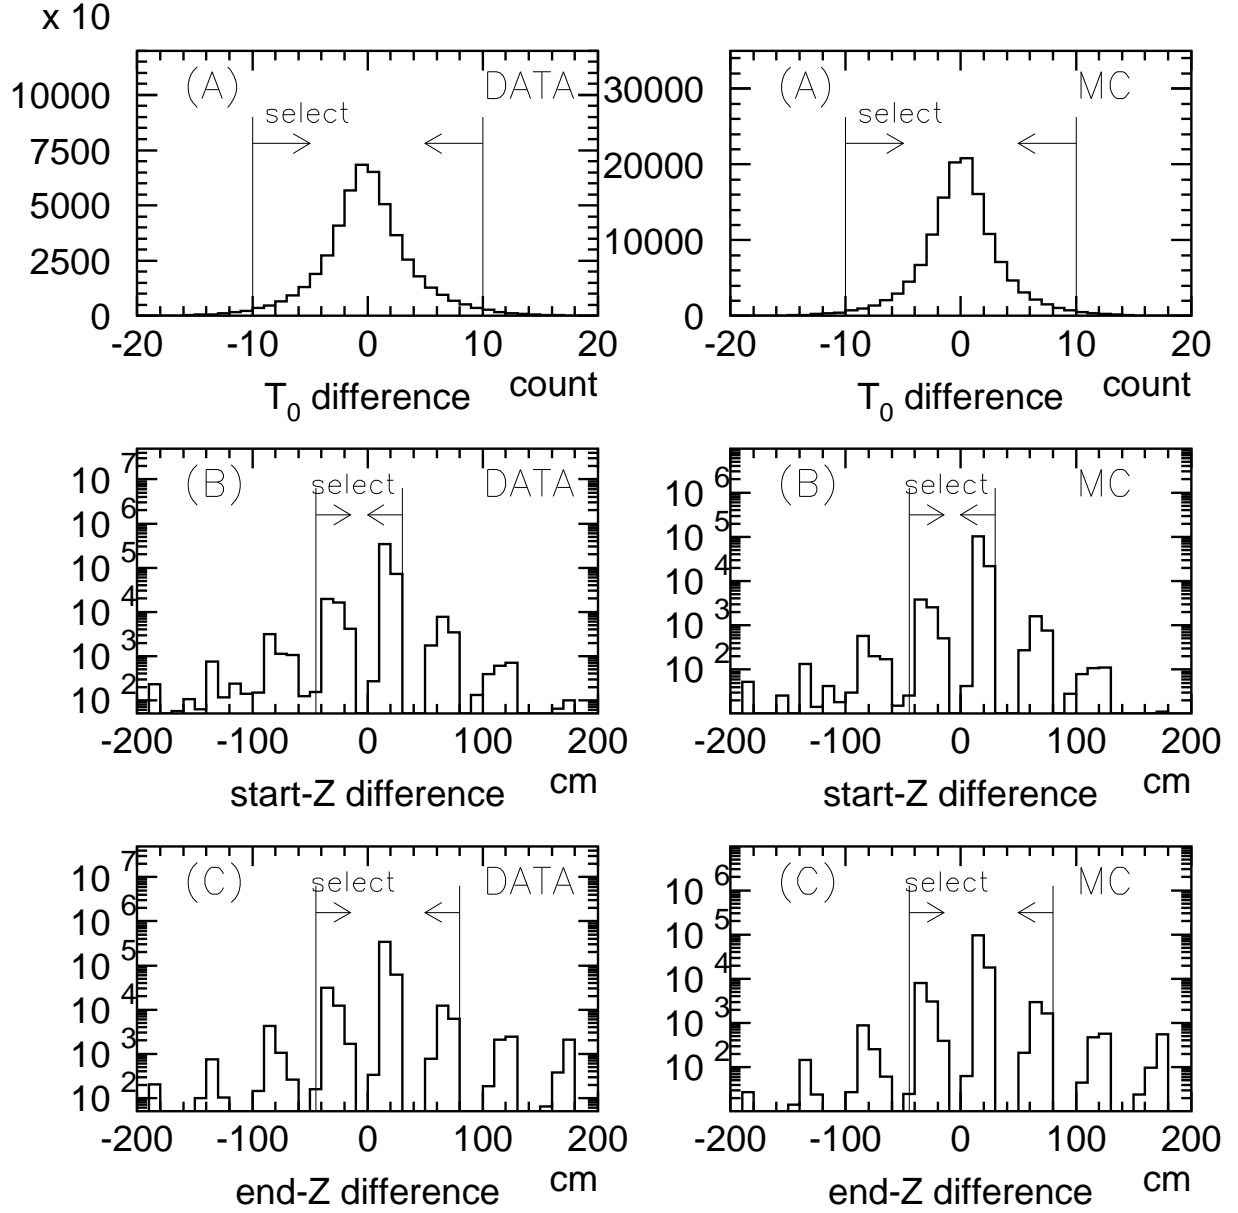 x 10
(A) DATA
select
10000
7500
5000
2500
0
-20 -10 0 10 20
T0 difference count
(A) MC
select
30000
20000
10000
0
-20 -10 0 10 20
T0 difference count
(B) DATA
select
10 7
10 6
10 5
10 4
10 3
10 2
-200 -100 0 100 200
start-Z difference cm
(B) MC
select
10 6
10 5
10 4
10 3
10 2
-200 -100 0 100 200
start-Z difference cm
(C) DATA
select
10 7
10 6
10 5
10 4
10 3
10 2
-200 -100 0 100 200
end-Z difference cm
(C) MC
select
10 6
10 5
10 4
10 3
10 2
-200 -100 0 100 200
end-Z difference cm